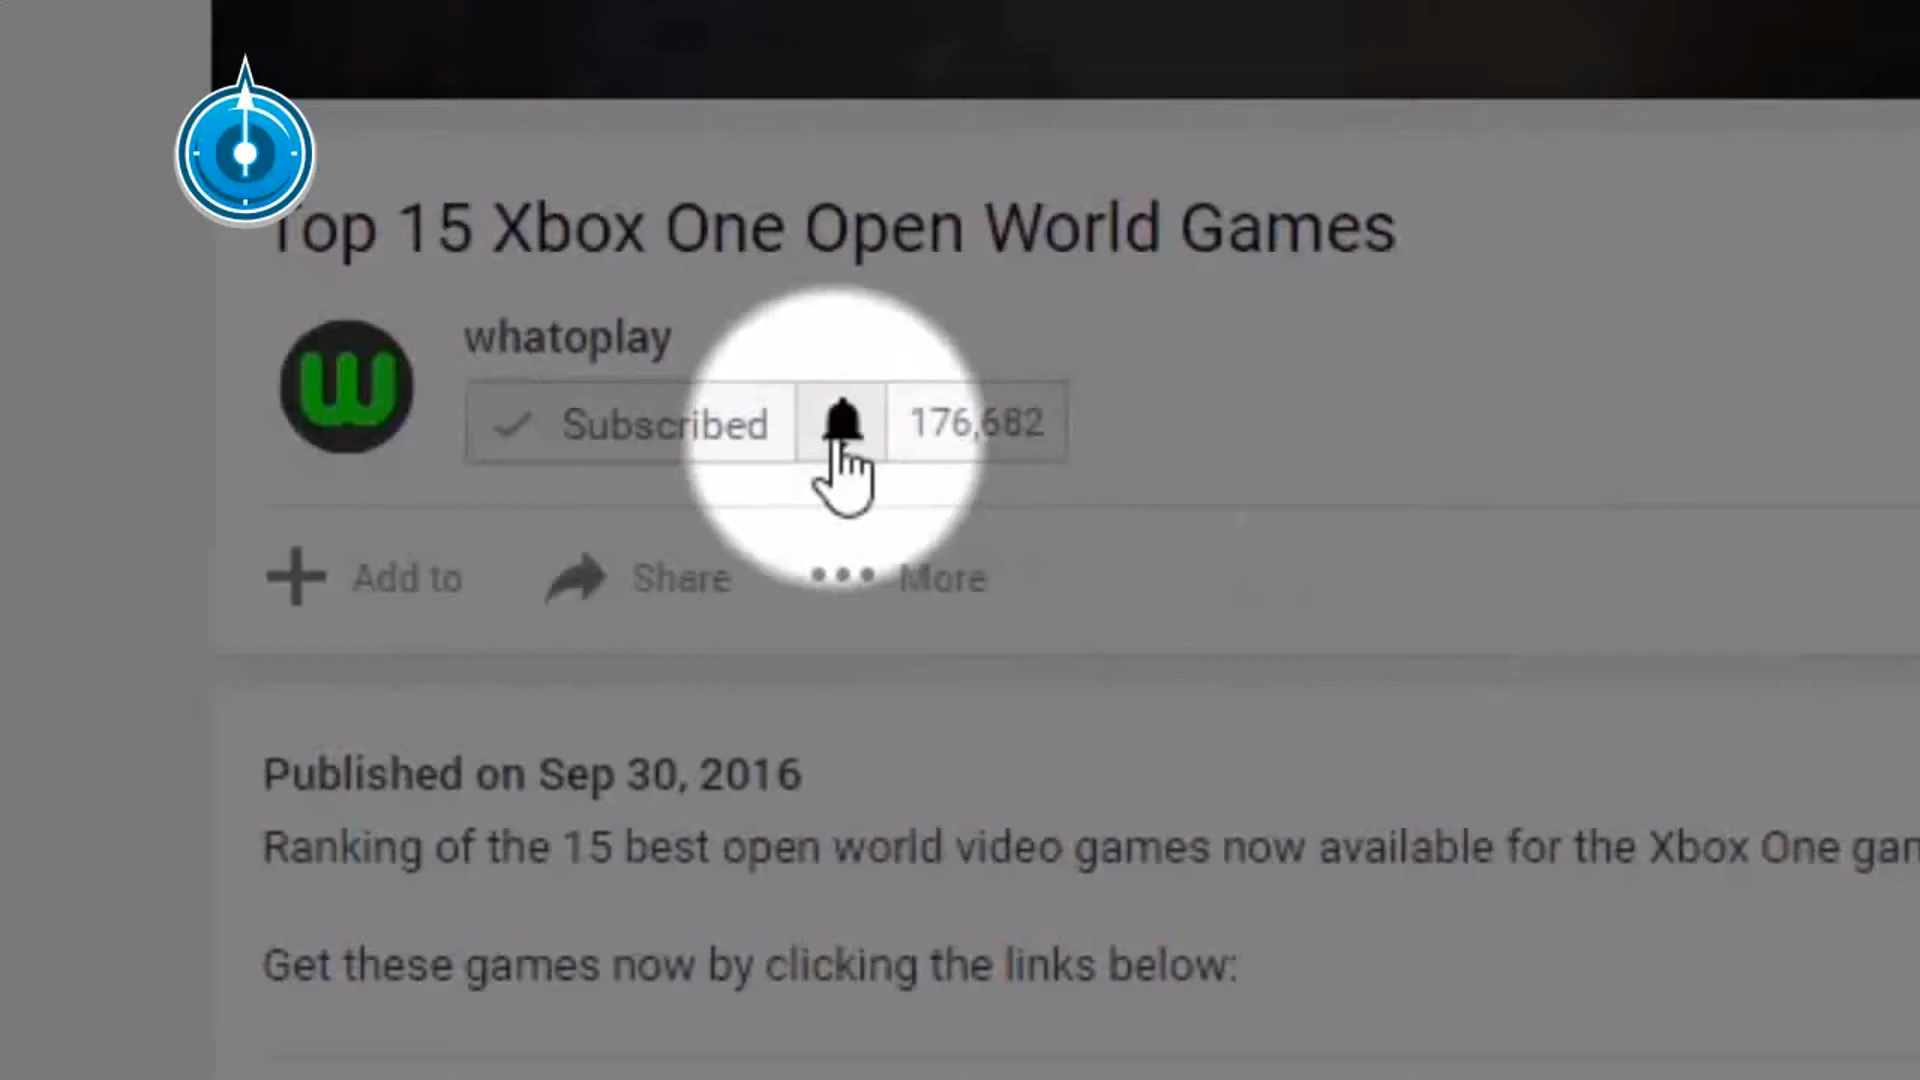 Top 15 Xbox One Open World Games
whatoplay
Subscribed 176,682
Add to Share More
Published on Sep 30, 2016
Ranking of the 15 best open world video games now available for the Xbox One
Get these games now by clicking the links below: